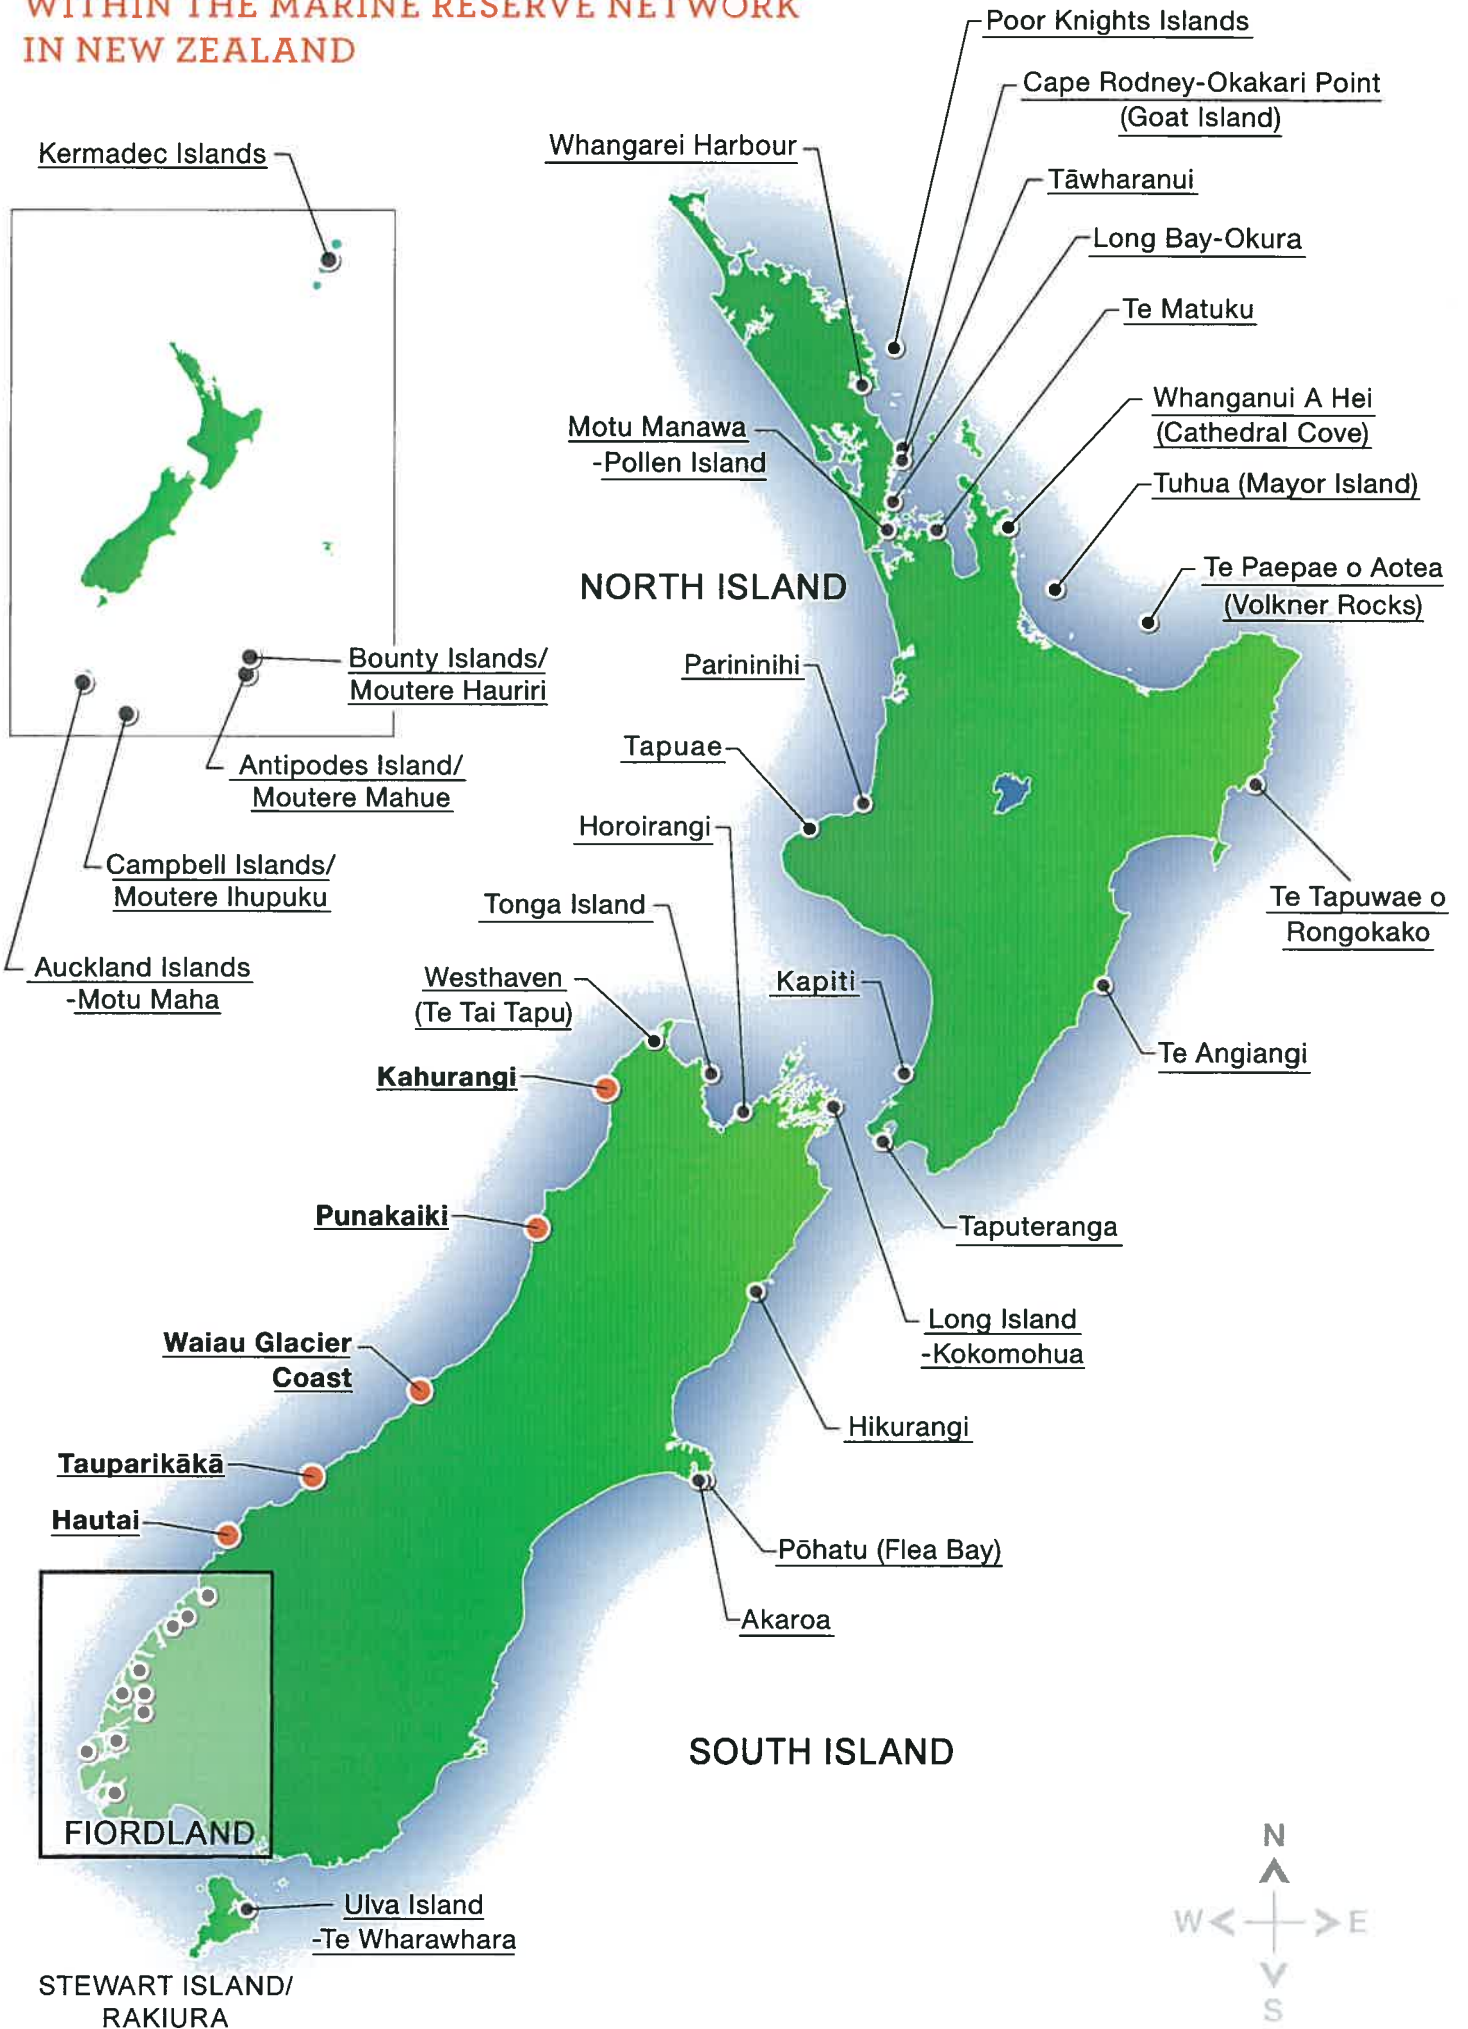 WITHIN THE MARINE RESERVE NETWORK
IN NEW ZEALAND
Poor Knights Islands
Cape Rodney-Okakari Point
(Goat Island)
Kermadec Islands
Whangarei Harbour
Tāwharanui
Long Bay-Okura
Te Matuku
Whanganui A Hei
(Cathedral Cove)
Motu Manawa
-Pollen Island
Tuhua (Mayor Island)
NORTH ISLAND
Te Paepae o Aotea
(Volkner Rocks)
Bounty Islands/
Moutere Hauriri
Parininihi
Tapuae
Antipodes Island/
Moutere Mahue
Horoirangi
Campbell Islands/
Moutere Ihupuku
Te Tapuwae o
Rongokako
Tonga Island
Auckland Islands
-Motu Maha
Westhaven
(Te Tai Tapu)
Kapiti
Te Angiangi
Kahurangi
Punakaiki
Taputeranga
Long Island
-Kokomohua
Waiau Glacier
Coast
Hikurangi
Tauparikākā
Hautai
Pōhatu (Flea Bay)
Akaroa
SOUTH ISLAND
FIORDLAND
N
W E
S
Ulva Island
-Te Wharawhara
STEWART ISLAND/
RAKIURA